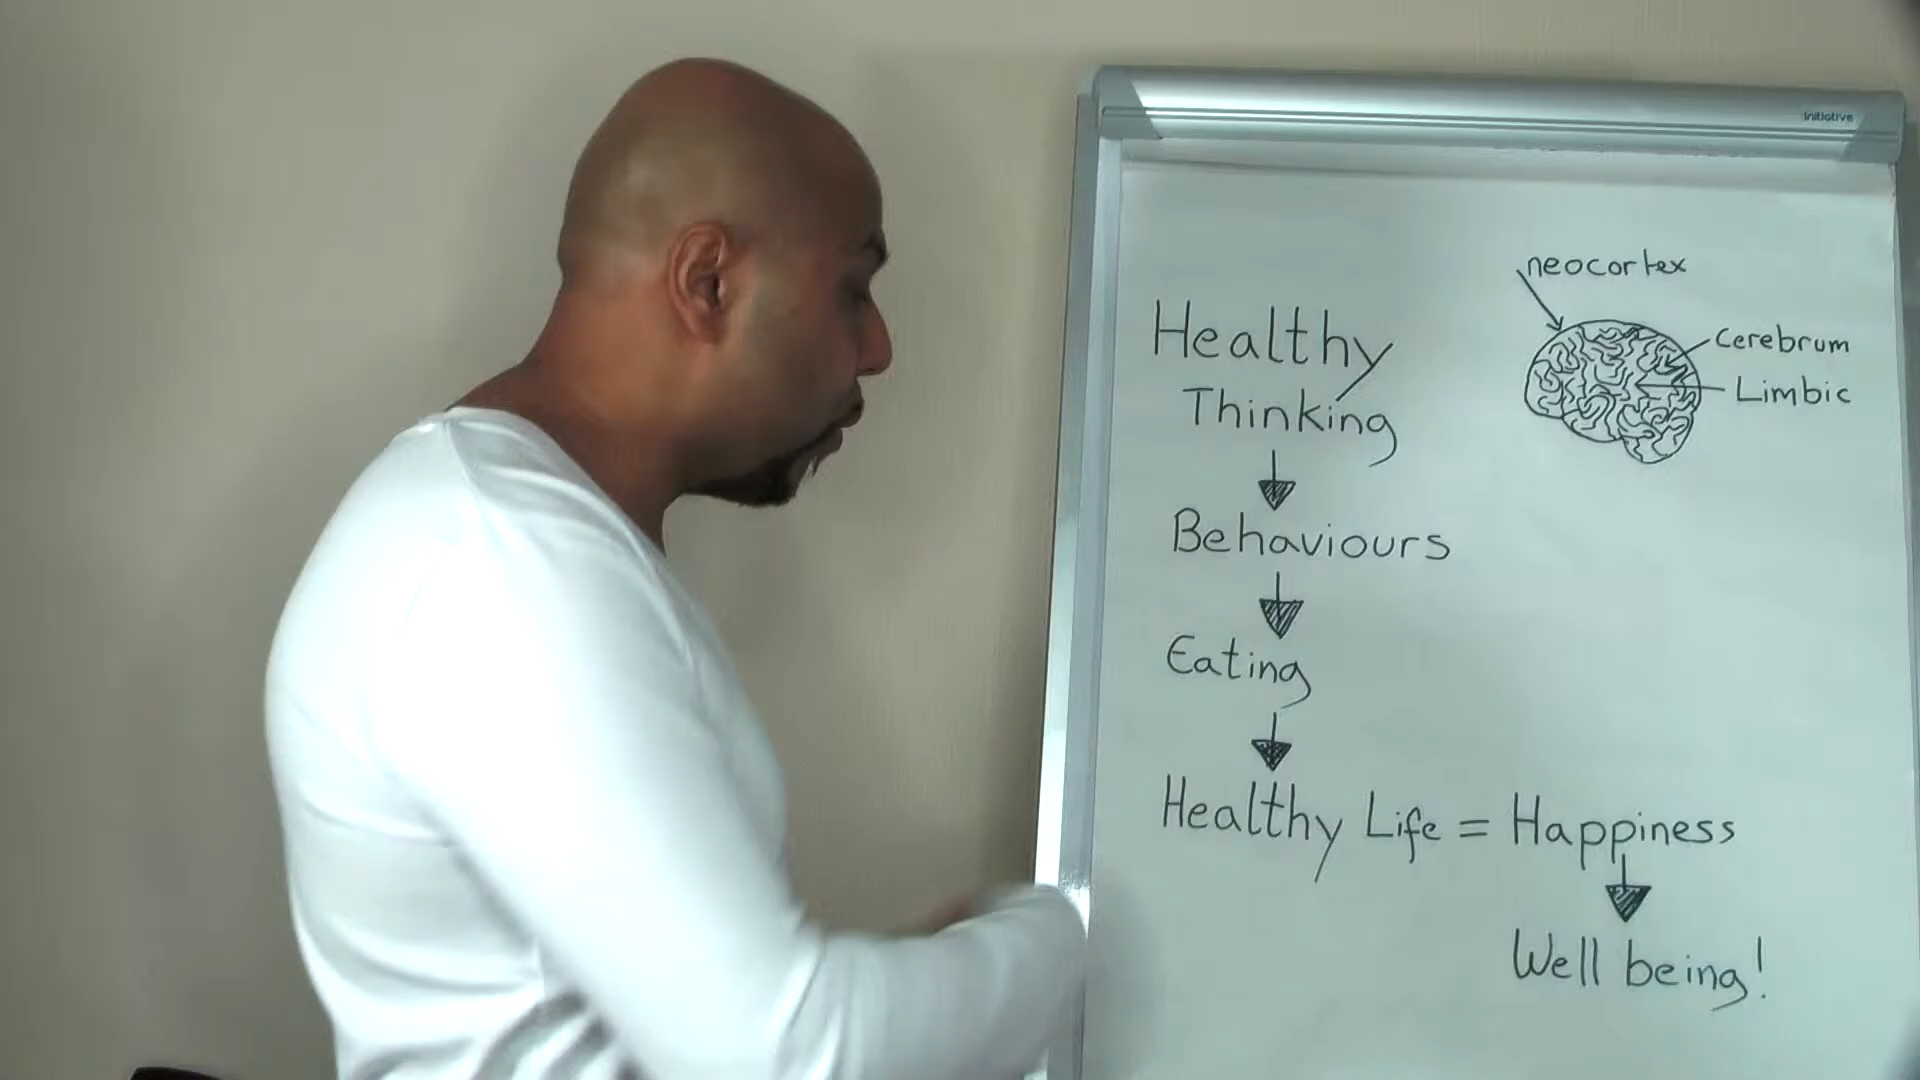 initiative
neocortex
Cerebrum
Limbic
Healthy
Thinking
Behaviours
Eating
Healthy Life = Happiness
Well being!